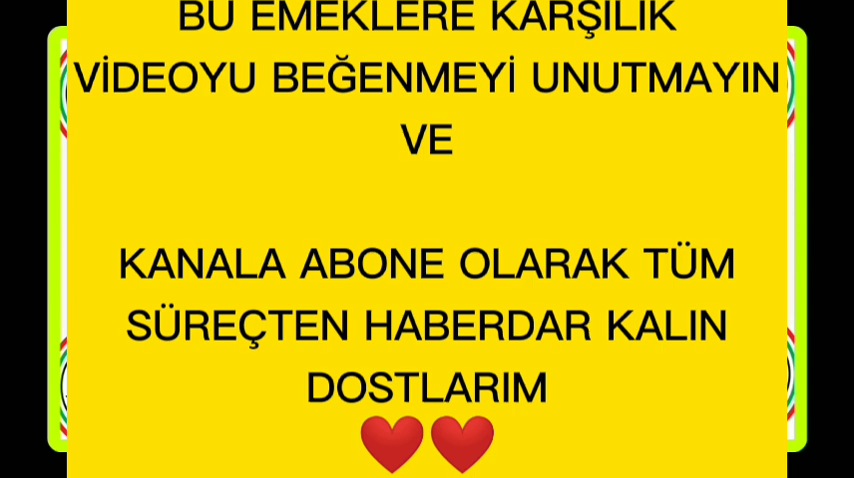 BU EMEKLERE KARŞILIK
VİDEOYU BEĞENMEYİ UNUTMAYIN
VE
KANALA ABONE OLARAK TÜM
SÜREÇTEN HABERDAR KALIN
DOSTLARIM